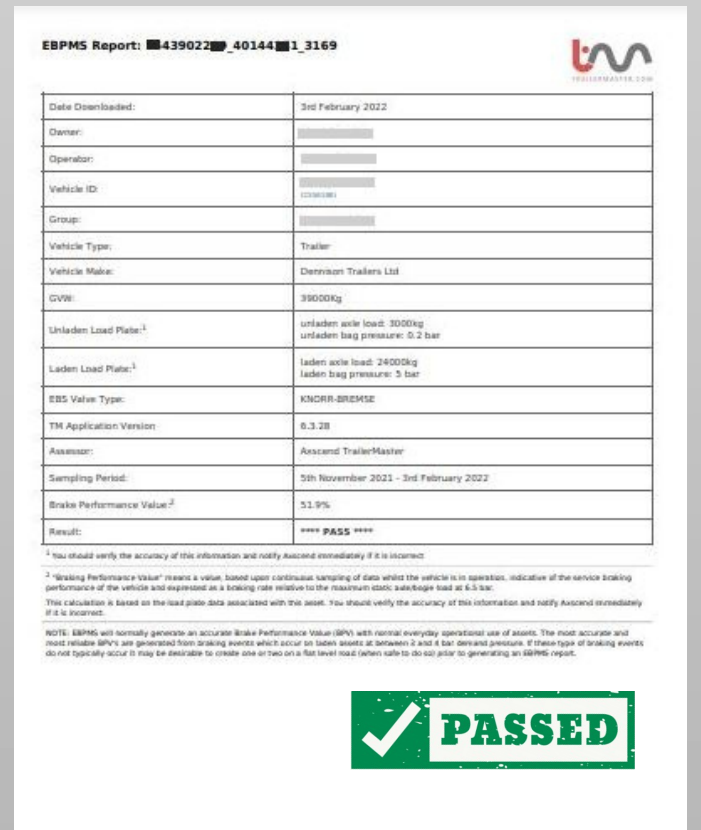 EBPMS Report: 439022 _40144 1_3169
TRAILERMASTER.COM
Date Downloaded: 3rd February 2022
Owner:
Operator:
Vehicle ID:
Group:
Vehicle Type: Trailer
Vehicle Make: Dennison Trailers Ltd
GVW: 39000Kg
Unladen Load Plate:1 unladen axle load: 3000kg
unladen bag pressure: 0.2 bar
Laden Load Plate:1 laden axle load: 24000kg
laden bag pressure: 5 bar
EBS Valve Type: KNORR-BREMSE
TM Application Version 6.3.28
Assessor: Axscend TrailerMaster
Sampling Period: 5th November 2021 - 3rd February 2022
Brake Performance Value:2 51.9%
Result: **** PASS ****
1 You should verify the accuracy of this information and notify Axscend immediately if it is incorrect
2 "Braking Performance Value" means a value, based upon continuous sampling of data whilst the vehicle is in operation, indicative of the service braking
performance of the vehicle and expressed as a braking rate relative to the maximum static axle/bogie load at 6.5 bar.
This calculation is based on the load plate data associated with this asset. You should verify the accuracy of this information and notify Axscend immediately
if it is incorrect.
NOTE: EBPMS will normally generate an accurate Brake Performance Value (BPV) with normal everyday operational use of assets. The most accurate and
most reliable BPV's are generated from braking events which occur on laden assets at between 2 and 4 bar demand pressure. If these type of braking events
do not typically occur it may be desirable to create one or two on a flat level road (when safe to do so) prior to generating an EBPMS report.
PASSED